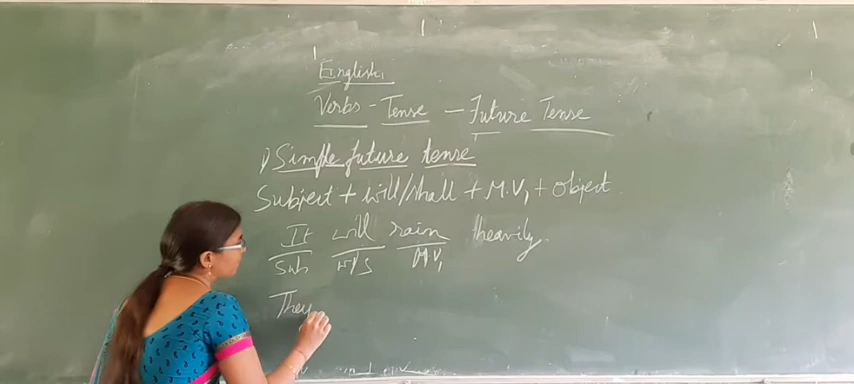 English,
Verbs - Tense - Future Tense
1) Simple future tense
Subject + will/shall + M.V1 + object.
It will rain heavily.
Sub w/s M.V1
They